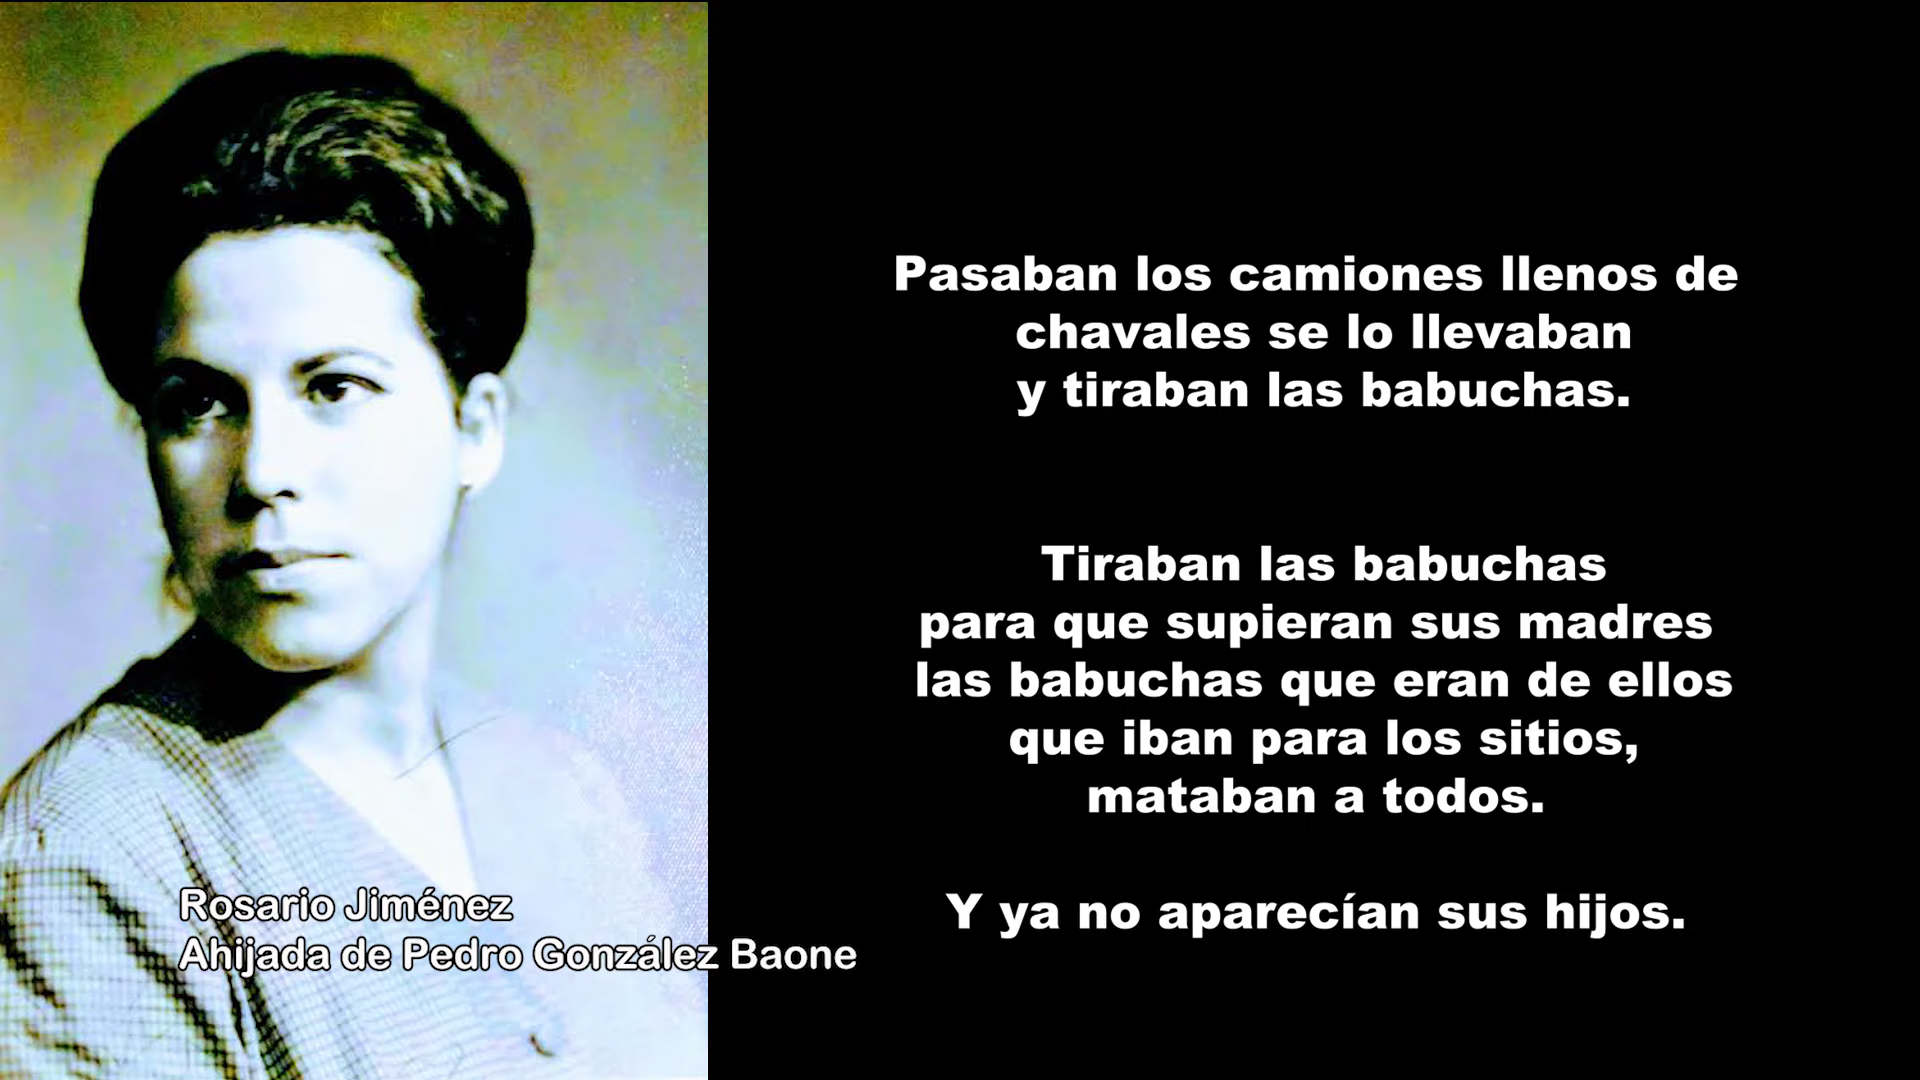 Pasaban los camiones llenos de
chavales se lo llevaban
y tiraban las babuchas.
Tiraban las babuchas
para que supieran sus madres
las babuchas que eran de ellos
que iban para los sitios,
mataban a todos.
Y ya no aparecían sus hijos.
Rosario Jiménez
Ahijada de Pedro González Baone